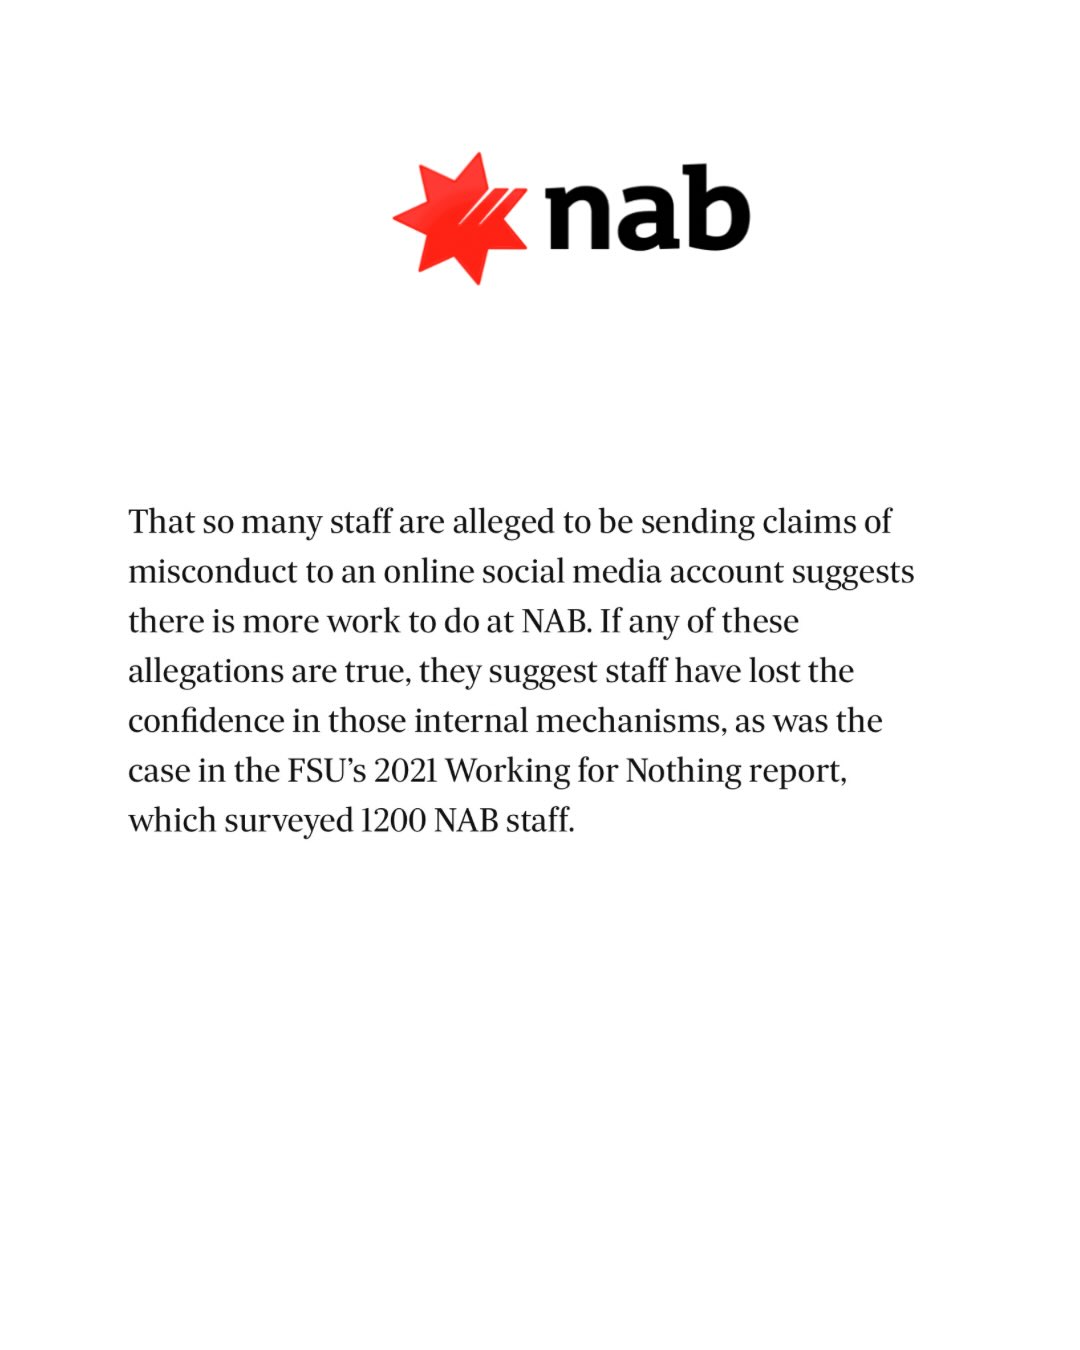 nab
That so many staff are alleged to be sending claims of
misconduct to an online social media account suggests
there is more work to do at NAB. If any of these
allegations are true, they suggest staff have lost the
confidence in those internal mechanisms, as was the
case in the FSU’s 2021 Working for Nothing report,
which surveyed 1200 NAB staff.